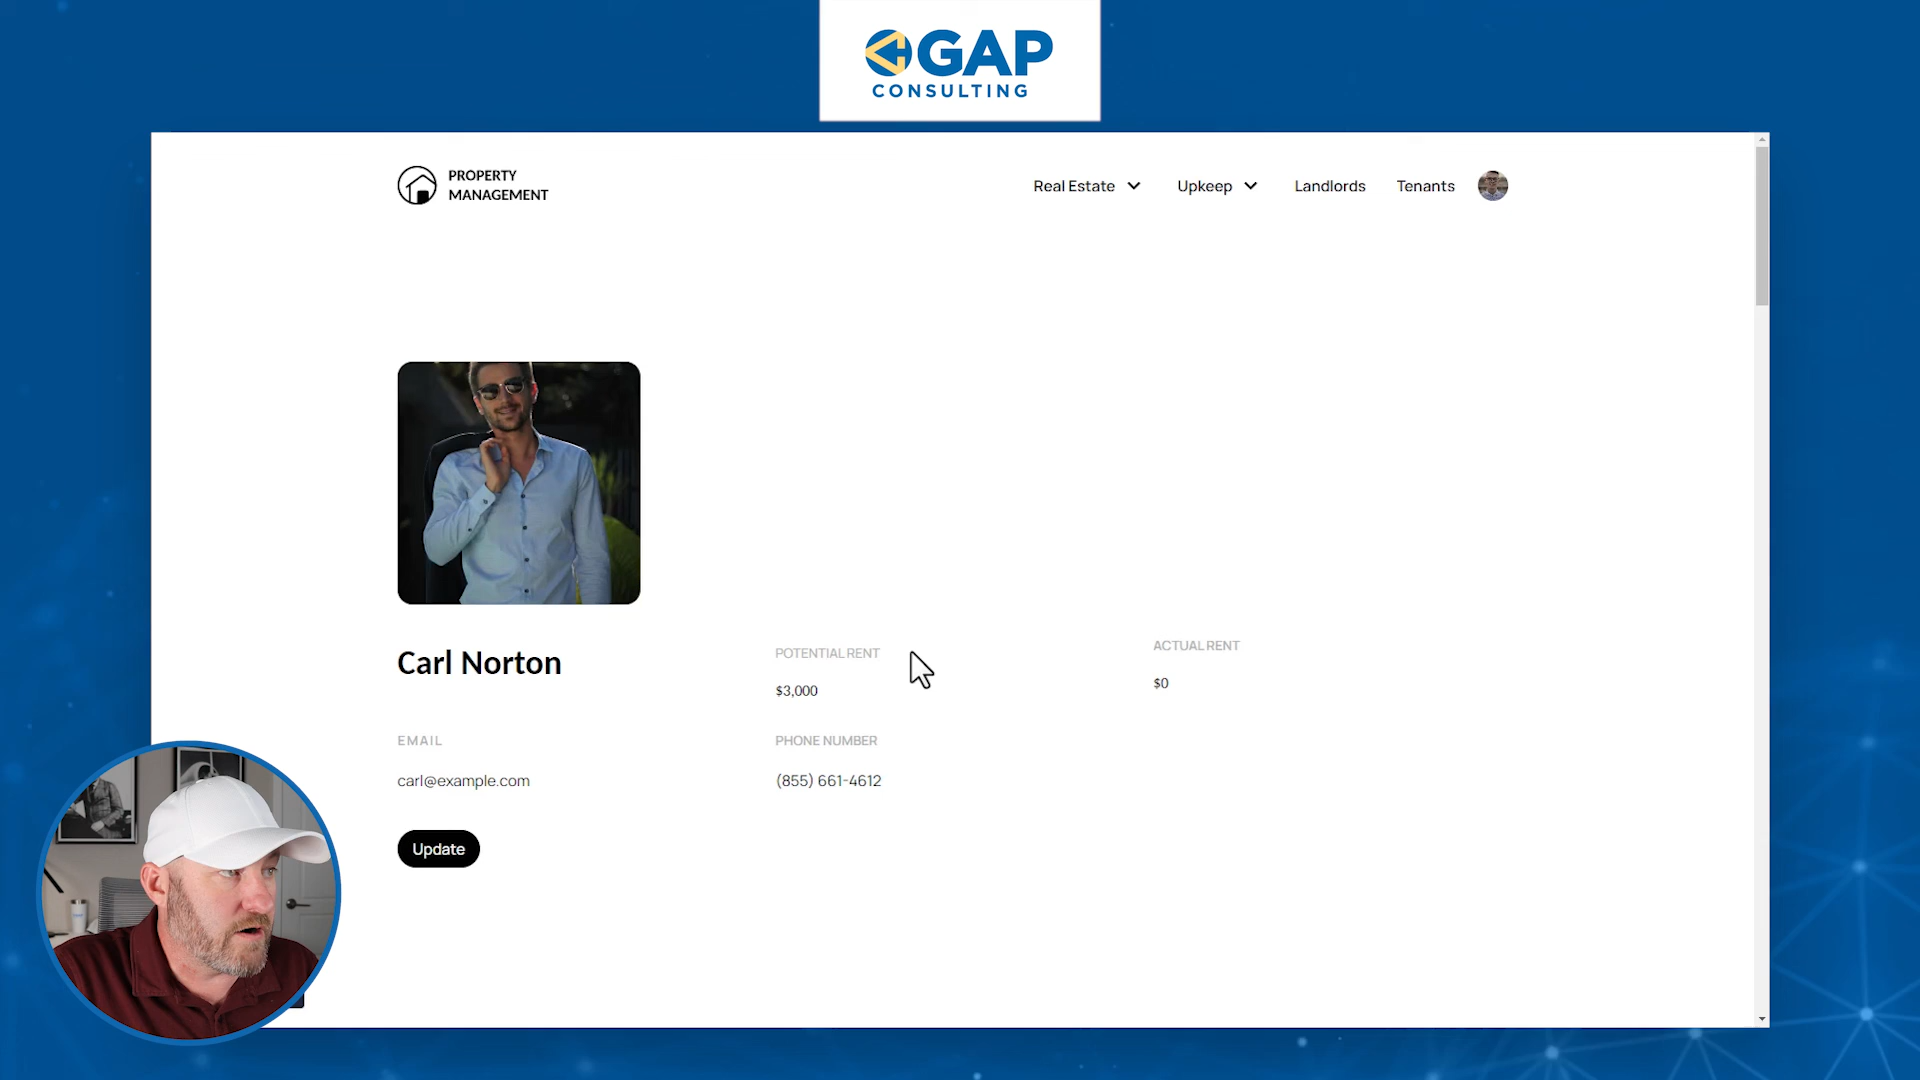 GAP
CONSULTING
PROPERTY
MANAGEMENT
Real Estate
Upkeep
Landlords
Tenants
Carl Norton
POTENTIAL RENT
$3,000
ACTUAL RENT
$0
EMAIL
carl@example.com
PHONE NUMBER
(855) 661-4612
Update